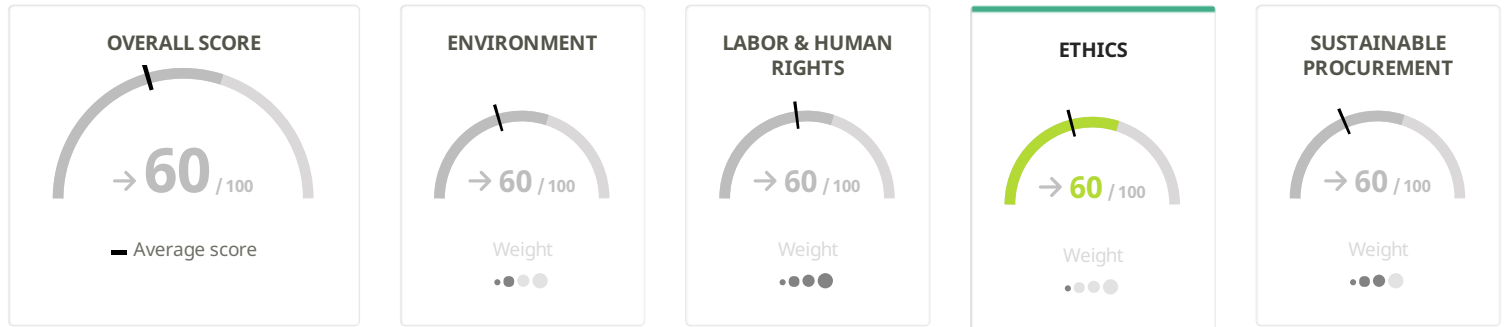 OVERALL SCORE
→ 60 / 100
Average score
ENVIRONMENT
→ 60 / 100
Weight
LABOR & HUMAN
RIGHTS
→ 60 / 100
Weight
ETHICS
→ 60 / 100
Weight
SUSTAINABLE
PROCUREMENT
→ 60 / 100
Weight